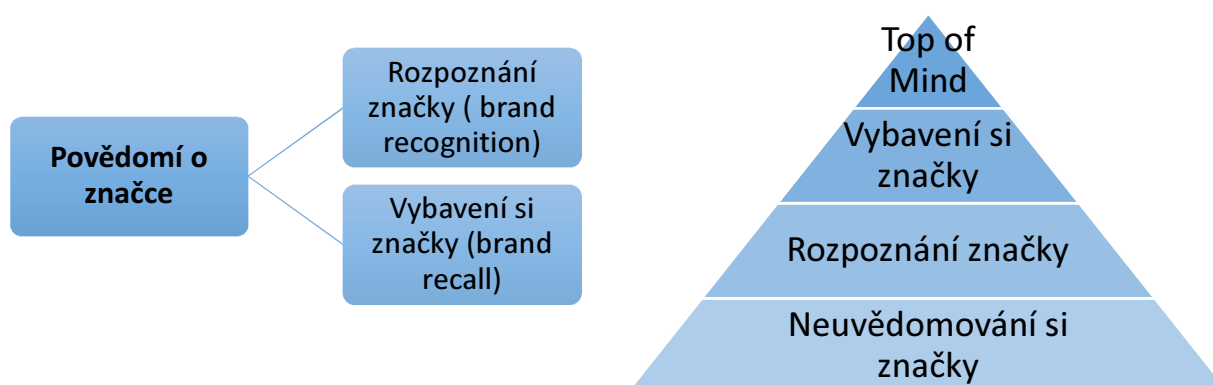 Povědomí o
značce
Rozpoznání
značky ( brand
recognition)
Vybavení si
značky (brand
recall)
Top of
Mind
Vybavení si
značky
Rozpoznání značky
Neuvědomování si
značky